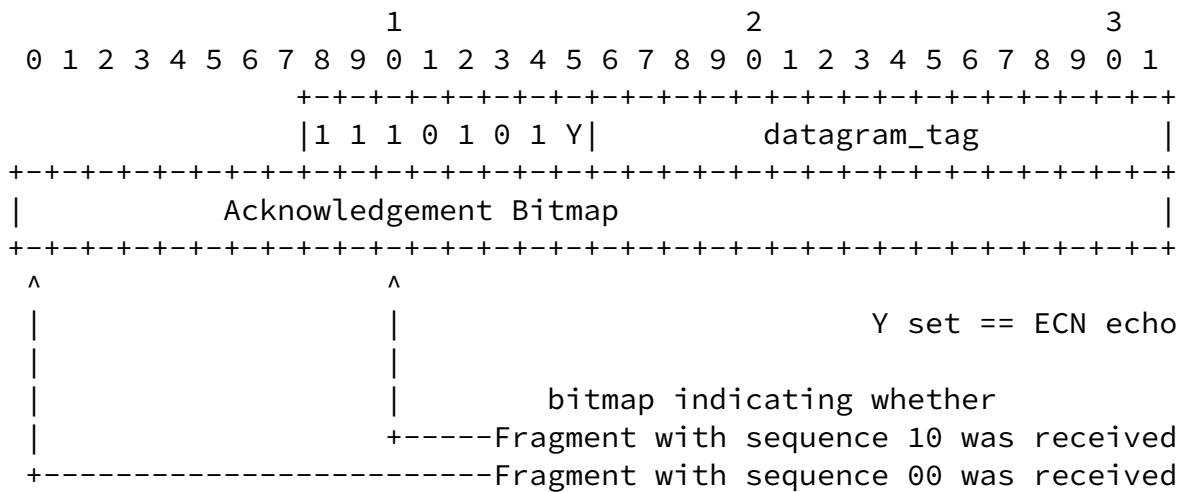 1                   2                   3
 0 1 2 3 4 5 6 7 8 9 0 1 2 3 4 5 6 7 8 9 0 1 2 3 4 5 6 7 8 9 0 1
                +-+-+-+-+-+-+-+-+-+-+-+-+-+-+-+-+-+-+-+-+-+-+-+-+
                |1 1 1 0 1 0 1 Y|         datagram_tag          |
+-+-+-+-+-+-+-+-+-+-+-+-+-+-+-+-+-+-+-+-+-+-+-+-+-+-+-+-+-+-+-+-+
|           Acknowledgement Bitmap                              |
+-+-+-+-+-+-+-+-+-+-+-+-+-+-+-+-+-+-+-+-+-+-+-+-+-+-+-+-+-+-+-+-+
 ^                   ^
 |                   |                          Y set == ECN echo
 |                   |
 |                   |        bitmap indicating whether
 |                   +-----Fragment with sequence 10 was received
 +-------------------------Fragment with sequence 00 was received